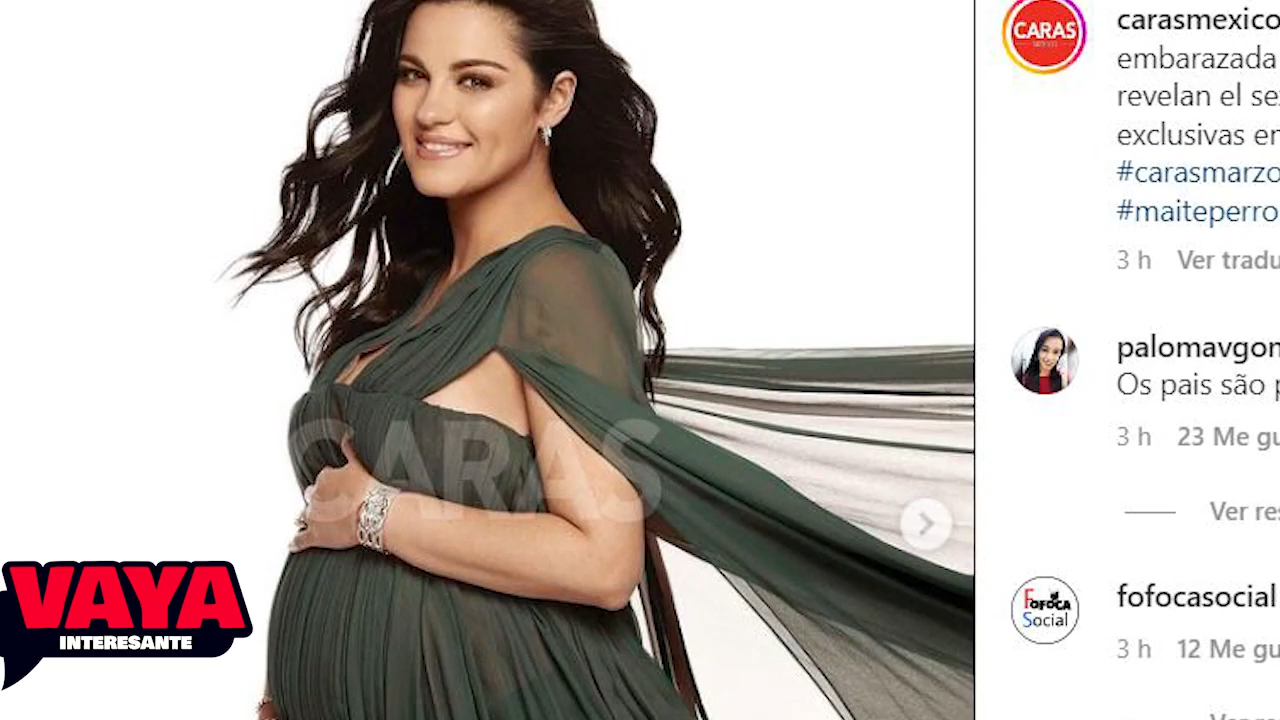 CARAS
VAYA
INTERESANTE
CARAS
carasmexico
embarazada
revelan el se
exclusivas en
#carasmarzo
#maiteperro
3 h Ver tradu
palomavgon
Os pais são p
3 h 23 Me gu
Ver res
FOFOCA
Social
fofocasocial
3 h 12 Me gu